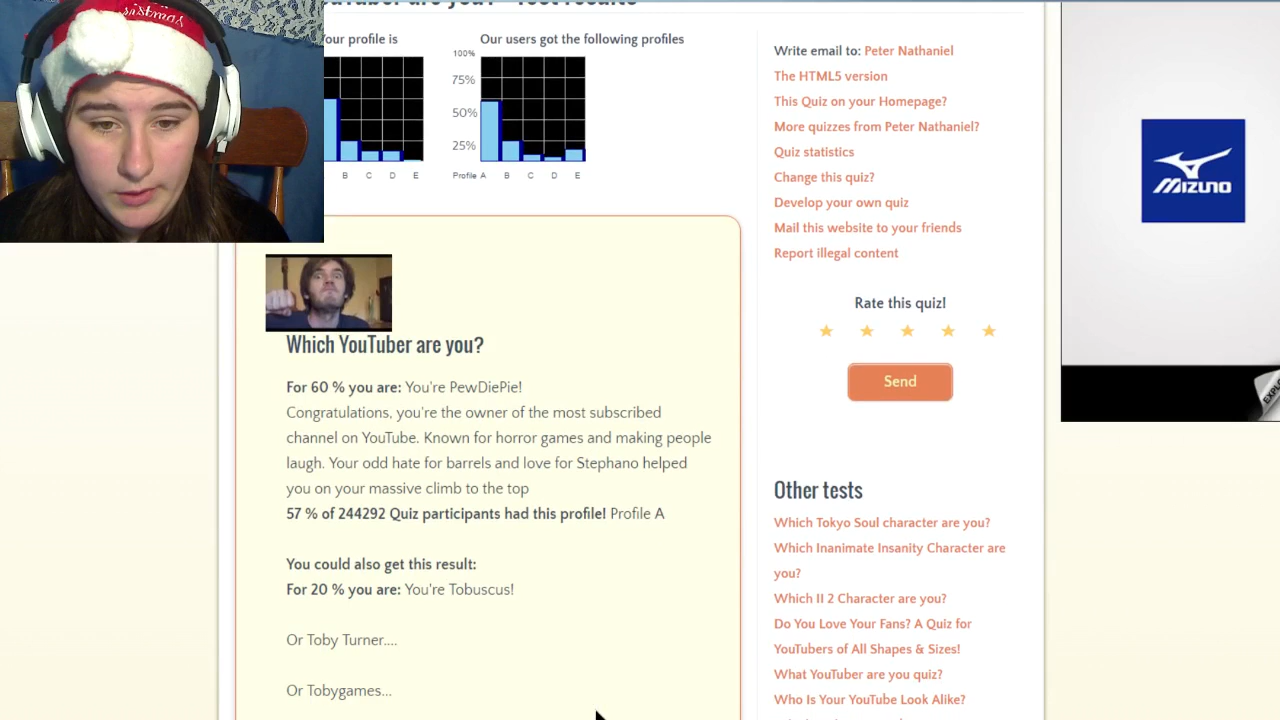 Christmas
YouTuber are you? - Test results
Your profile is
Our users got the following profiles
100%
75%
50%
25%
B C D E
Profile A B C D E
Which YouTuber are you?
For 60 % you are: You're PewDiePie!
Congratulations, you're the owner of the most subscribed
channel on YouTube. Known for horror games and making people
laugh. Your odd hate for barrels and love for Stephano helped
you on your massive climb to the top
57 % of 244292 Quiz participants had this profile! Profile A
You could also get this result:
For 20 % you are: You're Tobuscus!
Or Toby Turner....
Or Tobygames...
Write email to: Peter Nathaniel
The HTML5 version
This Quiz on your Homepage?
More quizzes from Peter Nathaniel?
Quiz statistics
Change this quiz?
Develop your own quiz
Mail this website to your friends
Report illegal content
Rate this quiz!
Send
Other tests
Which Tokyo Soul character are you?
Which Inanimate Insanity Character are
you?
Which II 2 Character are you?
Do You Love Your Fans? A Quiz for
YouTubers of All Shapes & Sizes!
What YouTuber are you quiz?
Who Is Your YouTube Look Alike?
MIZUNO